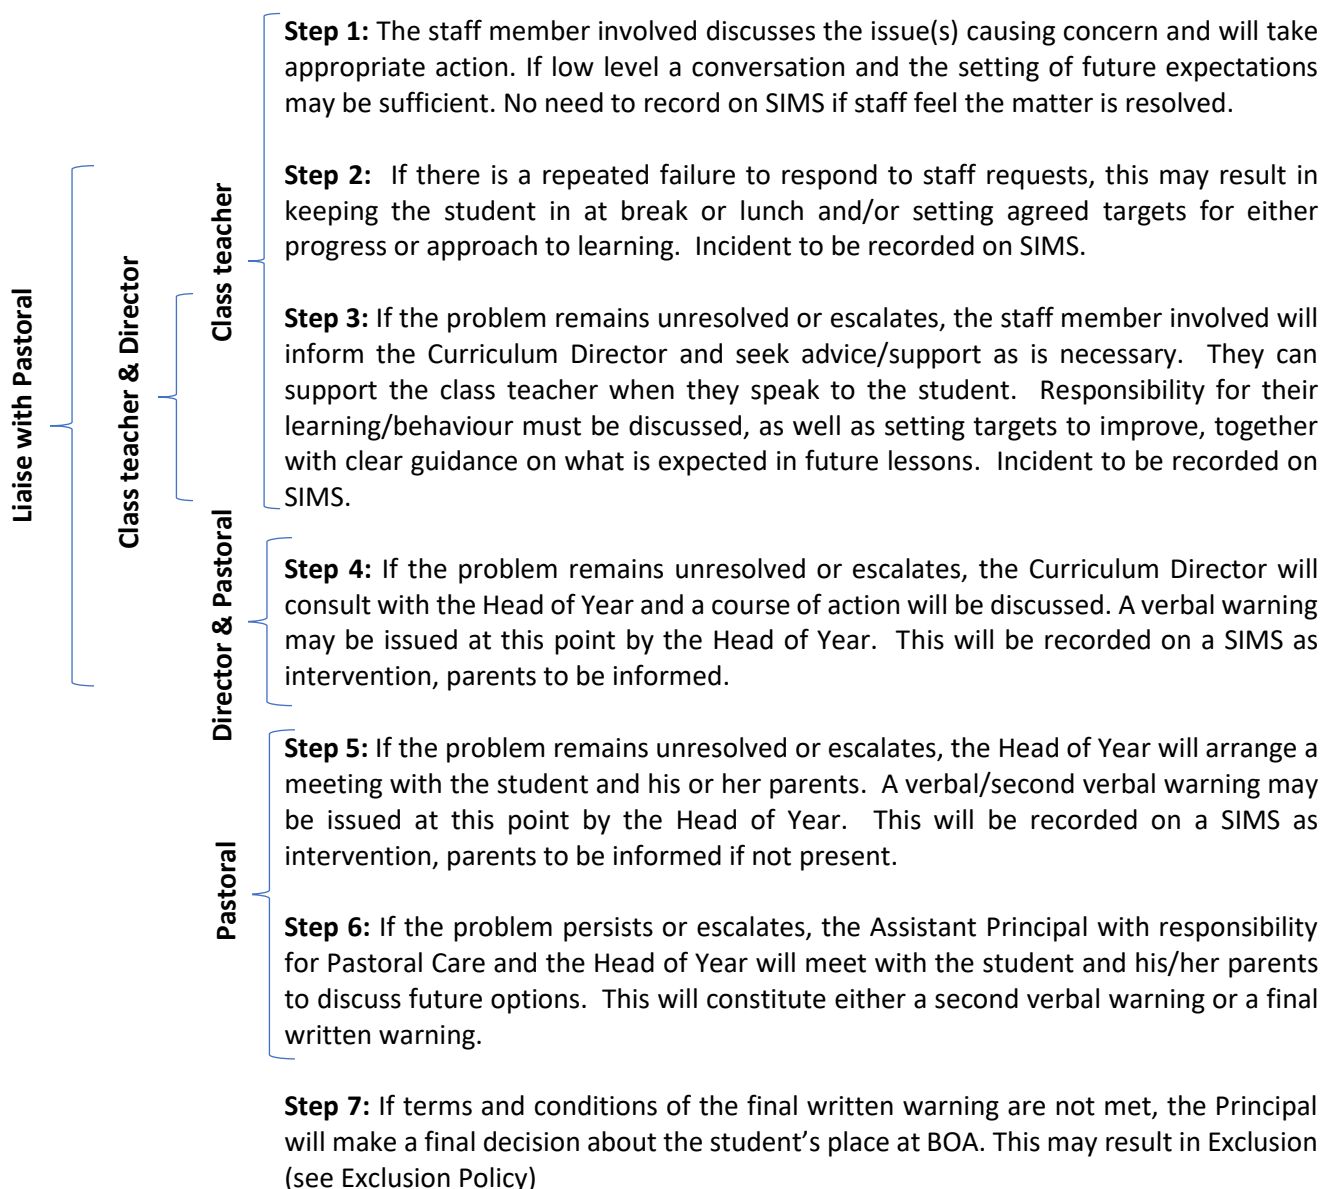 Step 1: The staff member involved discusses the issue(s) causing concern and will take
appropriate action. If low level a conversation and the setting of future expectations
may be sufficient. No need to record on SIMS if staff feel the matter is resolved.
Step 2:  If there is a repeated failure to respond to staff requests, this may result in
keeping the student in at break or lunch and/or setting agreed targets for either
progress or approach to learning.  Incident to be recorded on SIMS.
Step 3: If the problem remains unresolved or escalates, the staff member involved will
inform the Curriculum Director and seek advice/support as is necessary.  They can
support the class teacher when they speak to the student.  Responsibility for their
learning/behaviour must be discussed, as well as setting targets to improve, together
with clear guidance on what is expected in future lessons.  Incident to be recorded on
SIMS.
Step 4: If the problem remains unresolved or escalates, the Curriculum Director will
consult with the Head of Year and a course of action will be discussed. A verbal warning
may be issued at this point by the Head of Year.  This will be recorded on a SIMS as
intervention, parents to be informed.
Step 5: If the problem remains unresolved or escalates, the Head of Year will arrange a
meeting with the student and his or her parents.  A verbal/second verbal warning may
be issued at this point by the Head of Year.  This will be recorded on a SIMS as
intervention, parents to be informed if not present.
Step 6: If the problem persists or escalates, the Assistant Principal with responsibility
for Pastoral Care and the Head of Year will meet with the student and his/her parents
to discuss future options.  This will constitute either a second verbal warning or a final
written warning.
Step 7: If terms and conditions of the final written warning are not met, the Principal
will make a final decision about the student’s place at BOA. This may result in Exclusion
(see Exclusion Policy)
Liaise with Pastoral
Class teacher & Director
Class teacher
Director & Pastoral
Pastoral